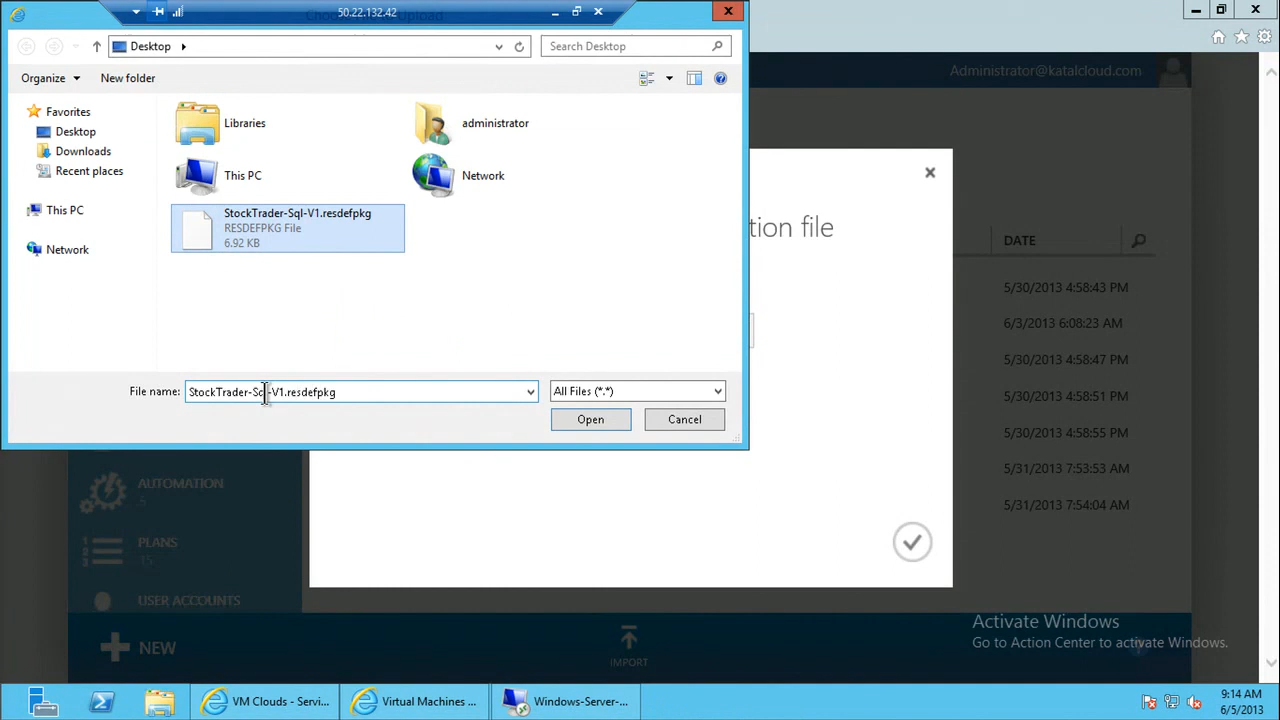 50.22.132.42
Desktop
Search Desktop
Administrator@katalcloud.com
Organize
New folder
Favorites
Desktop
Downloads
Recent places
This PC
Network
Libraries
administrator
This PC
Network
StockTrader-Sql-V1.resdefpkg
RESDEFPKG File
6.92 KB
File name:
StockTrader-Sql-V1.resdefpkg
All Files (*.*)
Open
Cancel
tion file
DATE
5/30/2013 4:58:43 PM
6/3/2013 6:08:23 AM
5/30/2013 4:58:47 PM
5/30/2013 4:58:51 PM
5/30/2013 4:58:55 PM
5/31/2013 7:53:53 AM
5/31/2013 7:54:04 AM
AUTOMATION
3
PLANS
15
USER ACCOUNTS
NEW
IMPORT
Activate Windows
Go to Action Center to activate Windows.
VM Clouds - Servi...
Virtual Machines ...
Windows-Server-...
9:14 AM
6/5/2013